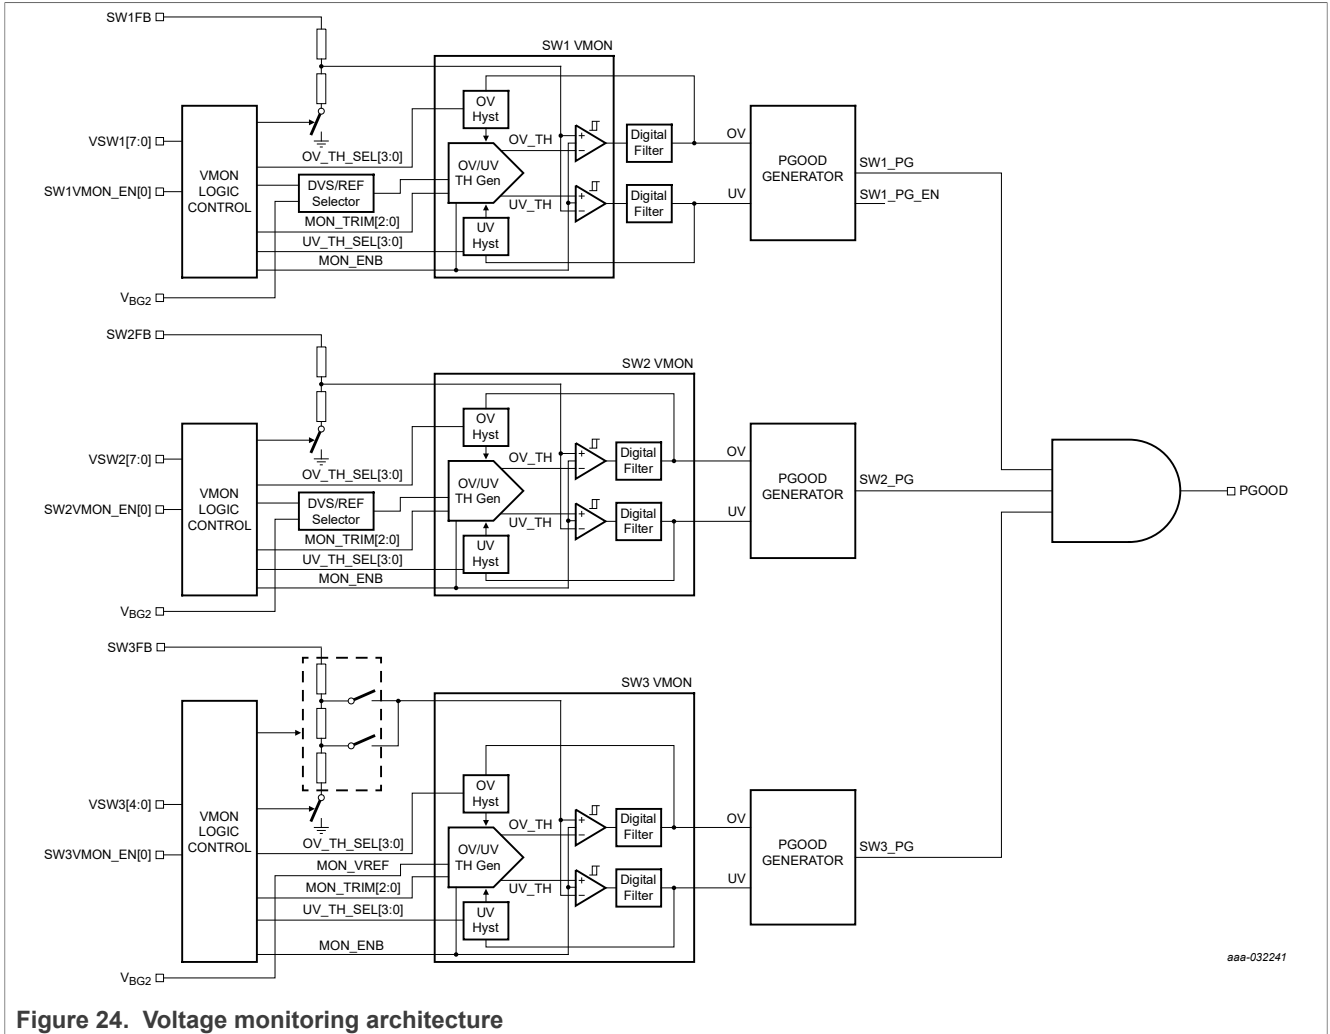 SW1FB
SW1 VMON
OV
Hyst
VSW1[7:0]
SW1VMON_EN[0]
VMON
LOGIC
CONTROL
OV_TH_SEL[3:0]
DVS/REF
Selector
MON_TRIM[2:0]
UV_TH_SEL[3:0]
MON_ENB
OV/UV
TH Gen
OV_TH
UV_TH
UV
Hyst
+
−
+
−
Digital
Filter
Digital
Filter
OV
UV
PGOOD
GENERATOR
SW1_PG
SW1_PG_EN
VBG2
SW2FB
SW2 VMON
OV
Hyst
VSW2[7:0]
SW2VMON_EN[0]
VMON
LOGIC
CONTROL
OV_TH_SEL[3:0]
DVS/REF
Selector
MON_TRIM[2:0]
UV_TH_SEL[3:0]
MON_ENB
OV/UV
TH Gen
OV_TH
UV_TH
UV
Hyst
+
−
+
−
Digital
Filter
Digital
Filter
OV
UV
PGOOD
GENERATOR
SW2_PG
PGOOD
VBG2
SW3FB
SW3 VMON
OV
Hyst
VSW3[4:0]
SW3VMON_EN[0]
VMON
LOGIC
CONTROL
OV_TH_SEL[3:0]
MON_VREF
MON_TRIM[2:0]
UV_TH_SEL[3:0]
MON_ENB
OV/UV
TH Gen
OV_TH
UV_TH
UV
Hyst
+
−
+
−
Digital
Filter
Digital
Filter
OV
UV
PGOOD
GENERATOR
SW3_PG
VBG2
aaa-032241
Figure 24. Voltage monitoring architecture